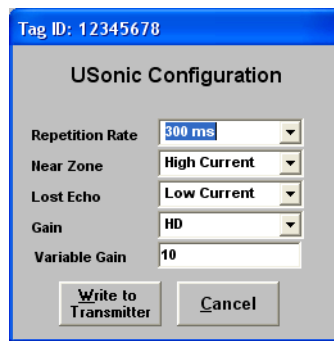 Tag ID: 12345678
USonic Configuration
Repetition Rate 300 ms
Near Zone High Current
Lost Echo Low Current
Gain HD
Variable Gain 10
Write to
Transmitter
Cancel